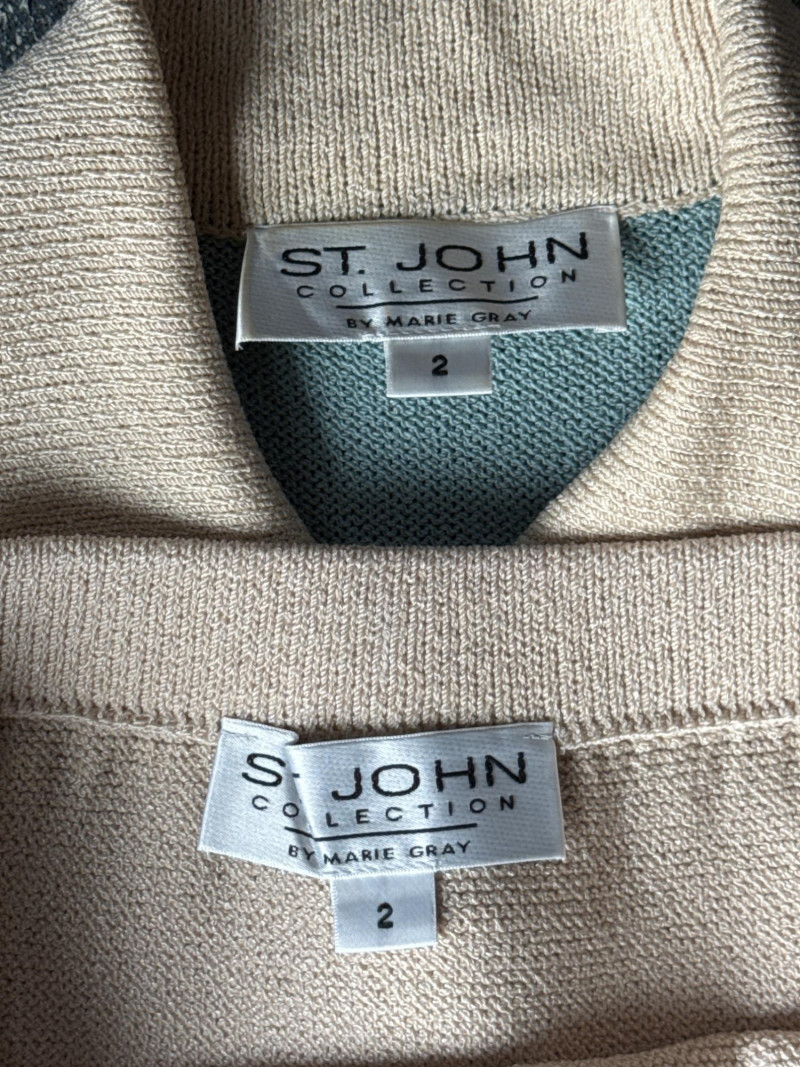 ST. JOHN
COLLECTION
BY MARIE GRAY
2
S JOHN
COLLECTION
BY MARIE GRAY
2